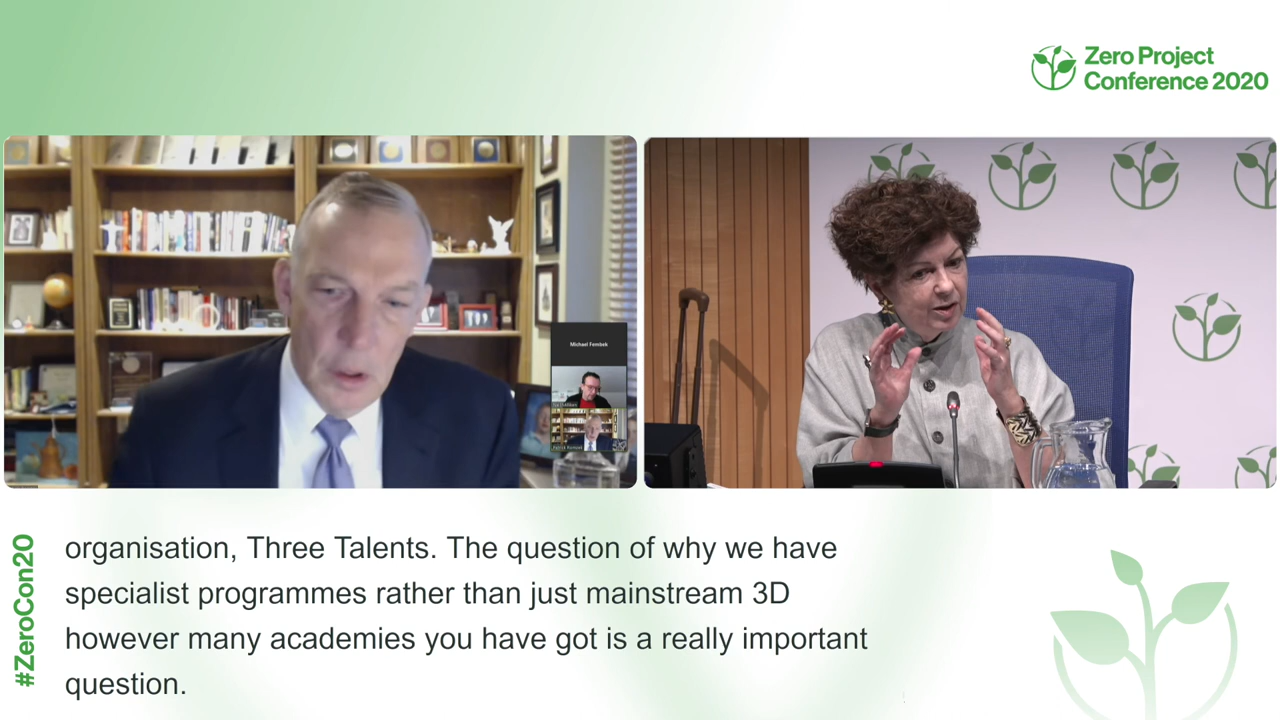 Zero Project
Conference 2020
Michael Fembek
#ZeroCon20
organisation, Three Talents. The question of why we have
specialist programmes rather than just mainstream 3D
however many academies you have got is a really important
question.